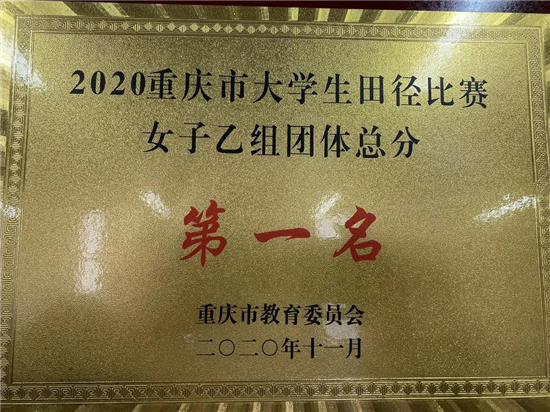 2020重庆市大学生田径比赛
女子乙组团体总分
第一名
重庆市教育委员会
二〇二〇年十一月